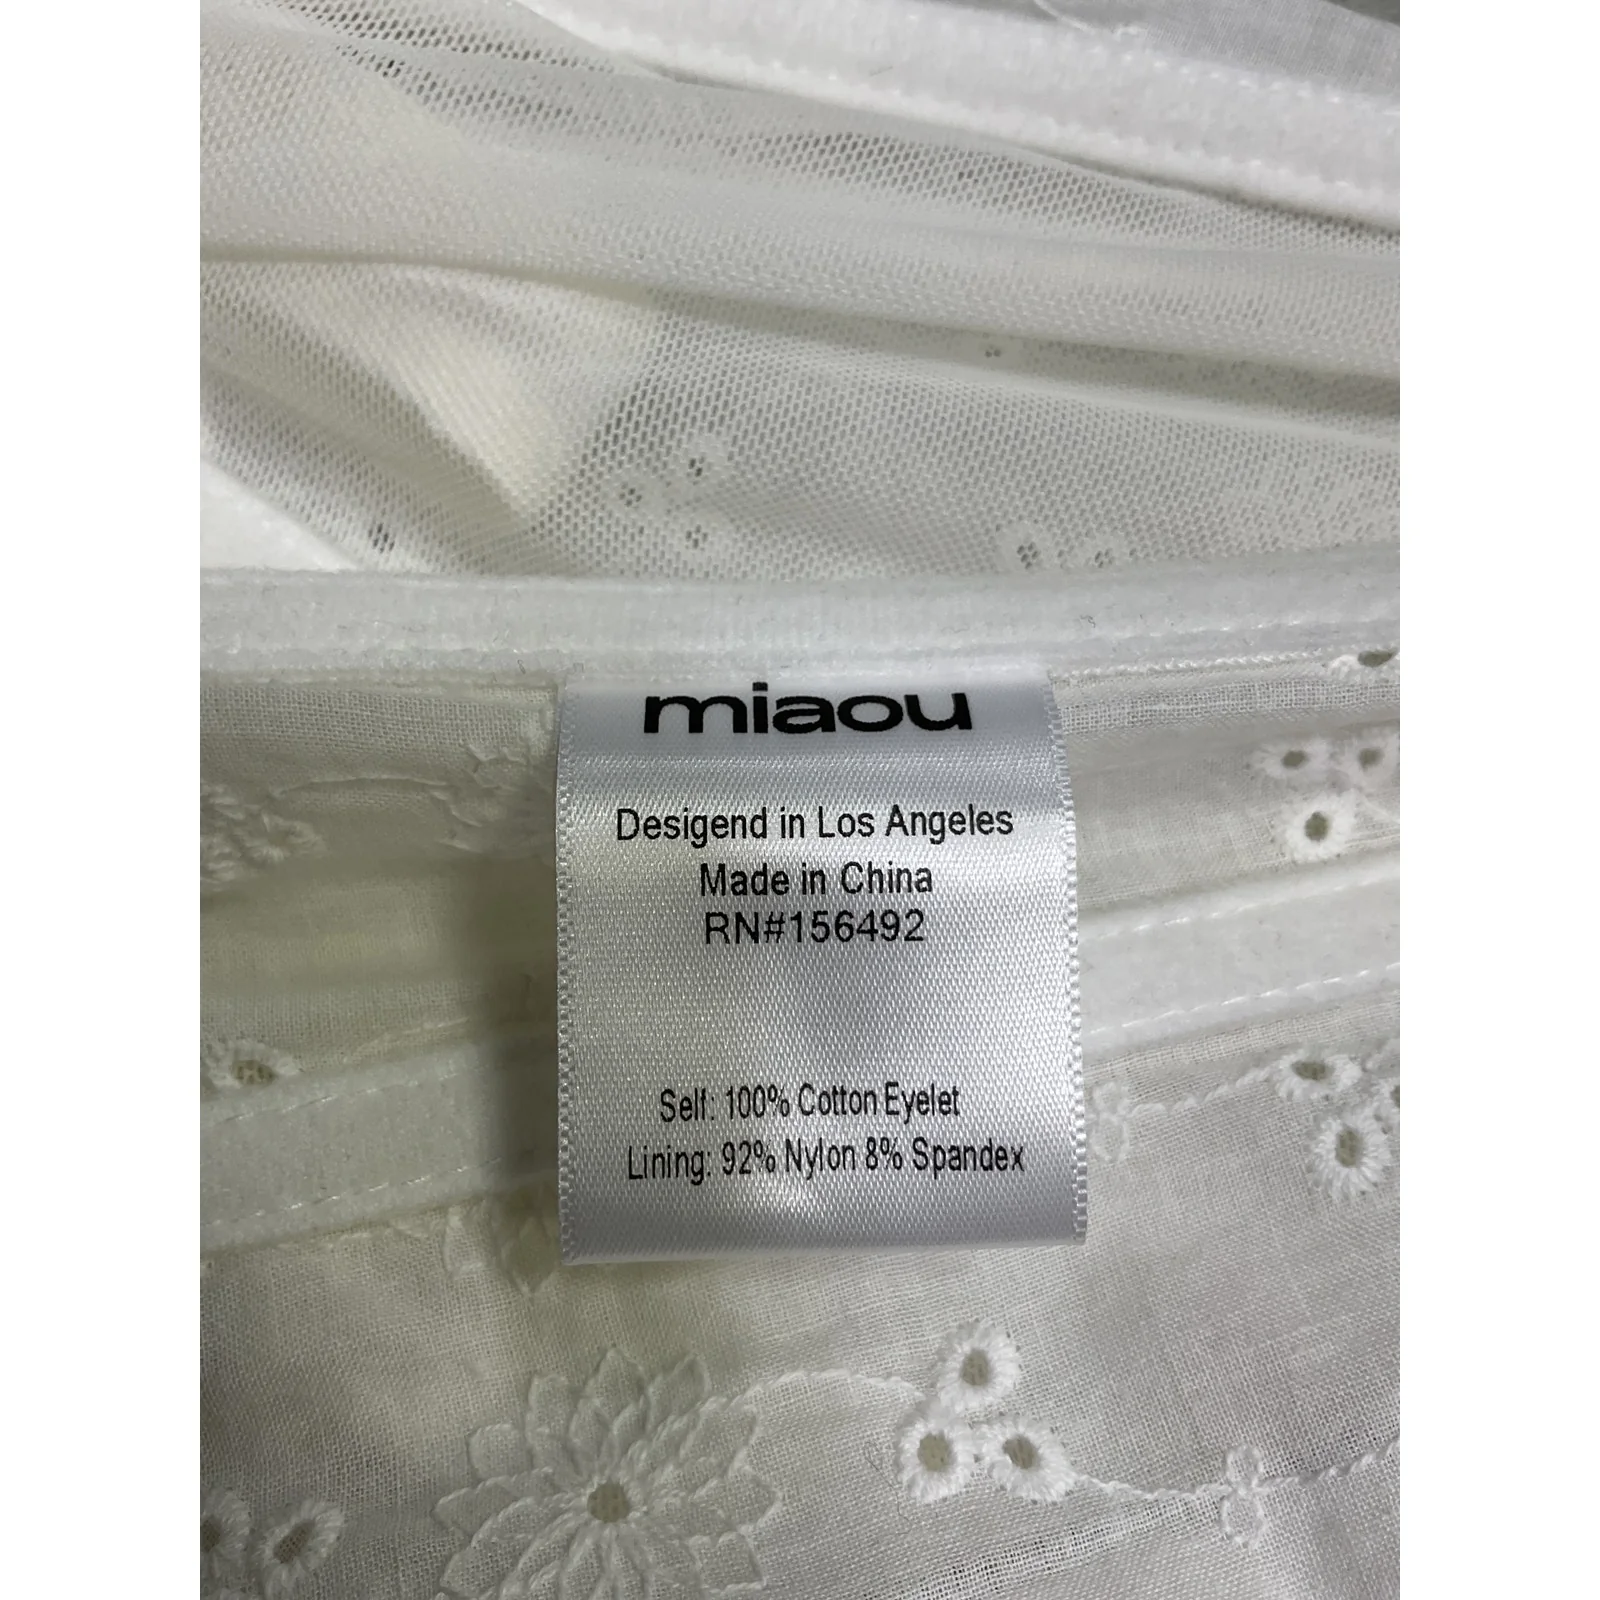 miaou
Desigend in Los Angeles
Made in China
RN#156492
Self: 100% Cotton Eyelet
Lining: 92% Nylon 8% Spandex